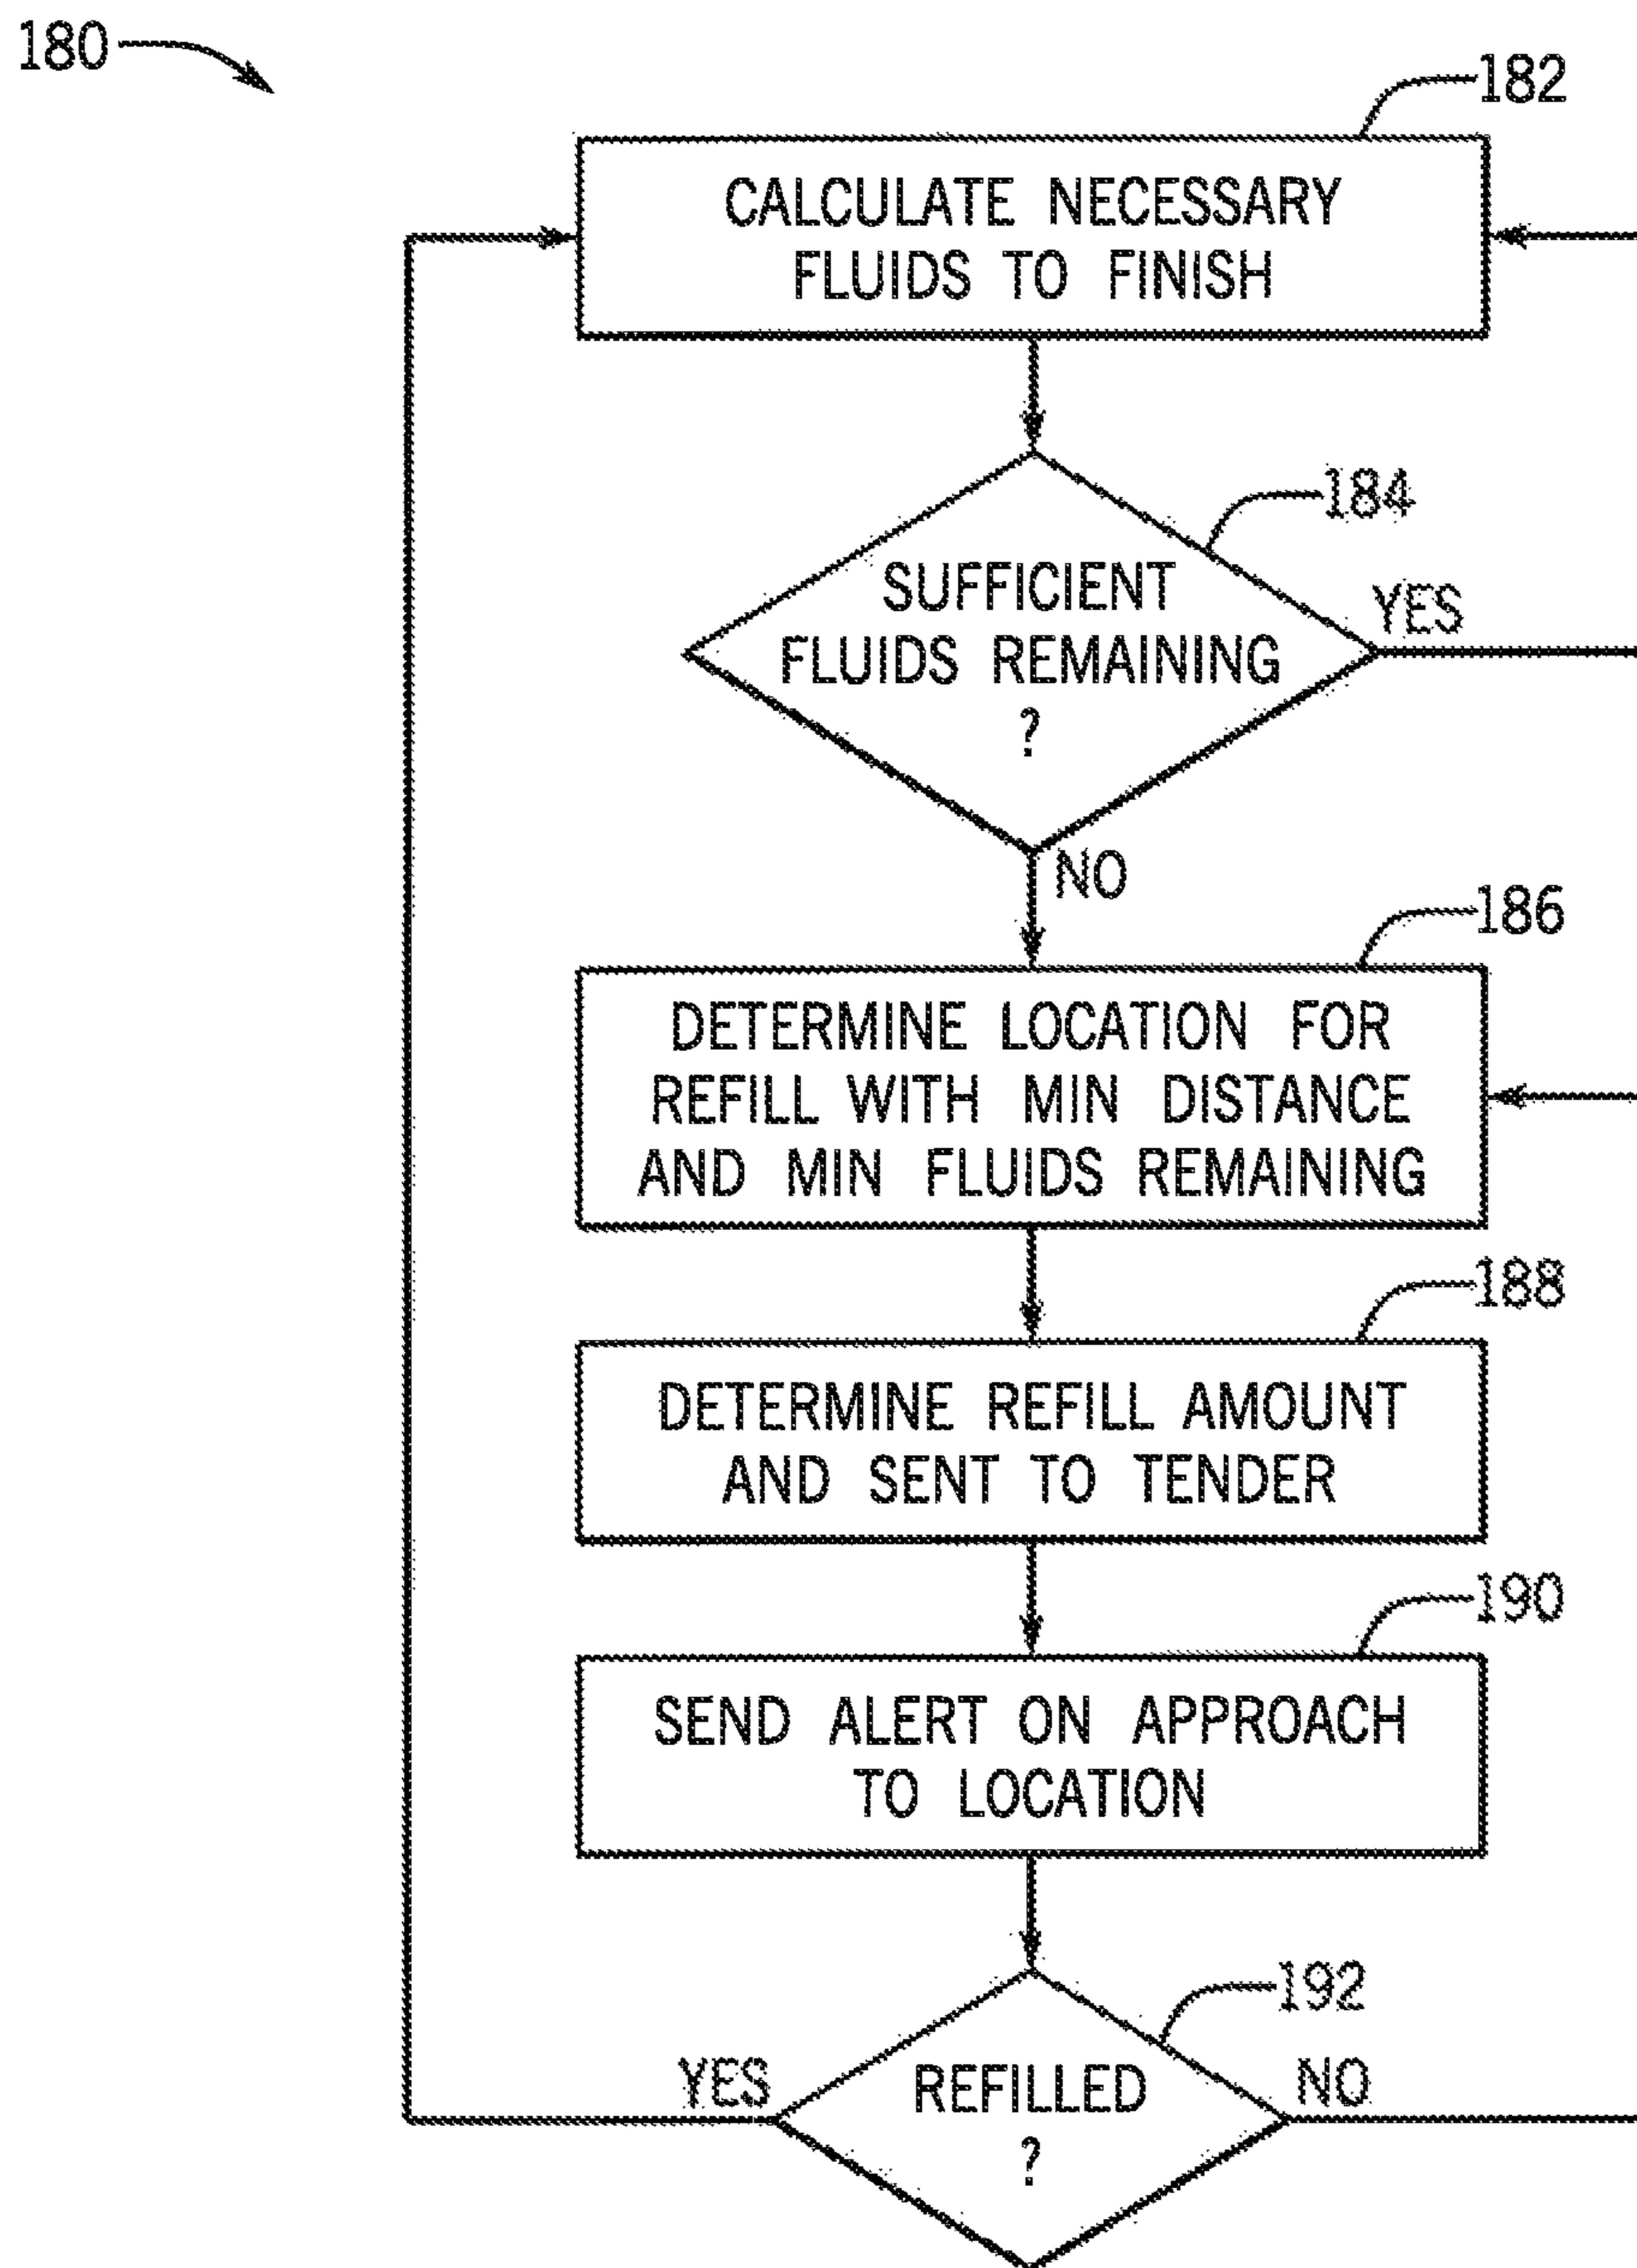 180
182
CALCULATE NECESSARY
FLUIDS TO FINISH
184
SUFFICIENT
FLUIDS REMAINING
?
YES
NO
186
DETERMINE LOCATION FOR
REFILL WITH MIN DISTANCE
AND MIN FLUIDS REMAINING
188
DETERMINE REFILL AMOUNT
AND SENT TO TENDER
190
SEND ALERT ON APPROACH
TO LOCATION
192
YES
REFILLED
?
NO